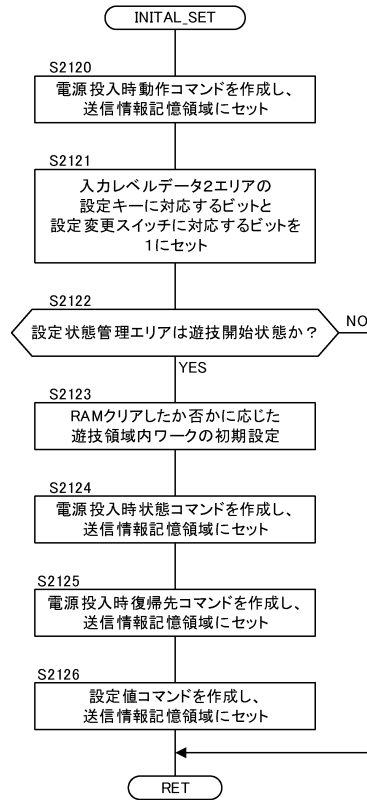 INITAL_SET
S2120
電源投入時動作コマンドを作成し、
送信情報記憶領域にセット
S2121
入力レベルデータ2エリアの
設定キーに対応するビットと
設定変更スイッチに対応するビットを
1にセット
S2122
設定状態管理エリアは遊技開始状態か？
NO
YES
S2123
RAMクリアしたか否かに応じた
遊技領域内ワークの初期設定
S2124
電源投入時状態コマンドを作成し、
送信情報記憶領域にセット
S2125
電源投入時復帰先コマンドを作成し、
送信情報記憶領域にセット
S2126
設定値コマンドを作成し、
送信情報記憶領域にセット
RET